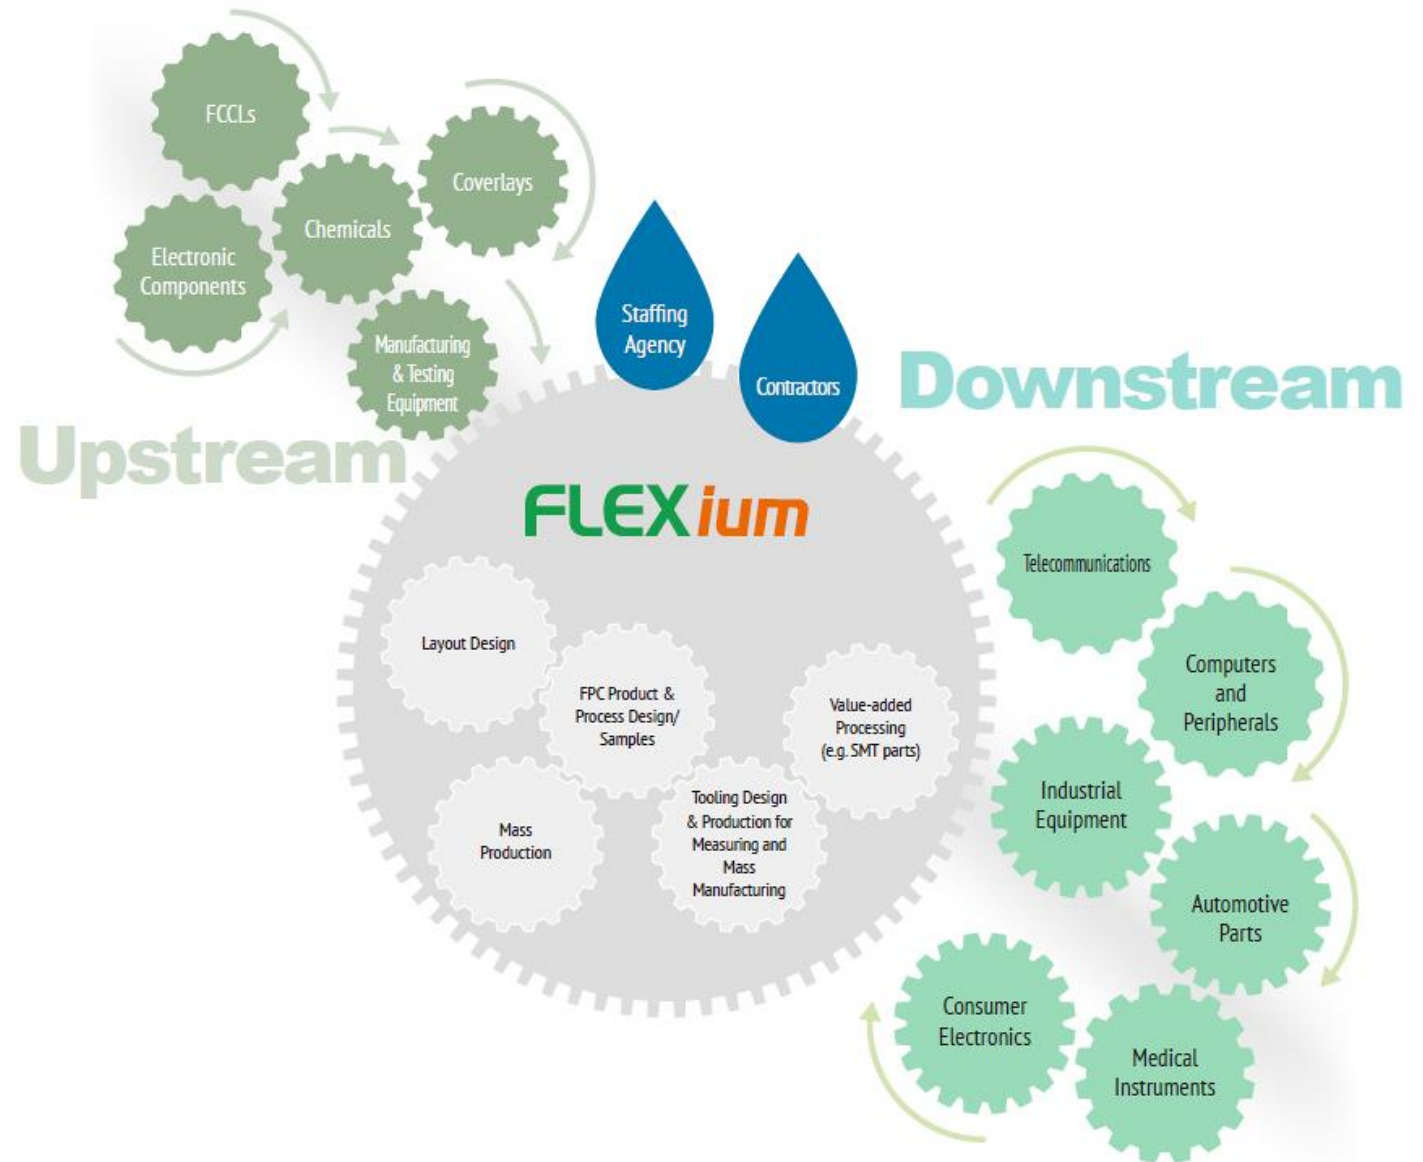 FCCLs
Coverlays
Chemicals
Electronic
Components
Manufacturing
& Testing
Equipment
Upstream
Staffing
Agency
Contractors
Downstream
FLEXium
Layout Design
FPC Product &
Process Design/
Samples
Value-added
Processing
(e.g. SMT parts)
Mass
Production
Tooling Design
& Production for
Measuring and
Mass
Manufacturing
Telecommunications
Computers
and
Peripherals
Industrial
Equipment
Automotive
Parts
Consumer
Electronics
Medical
Instruments